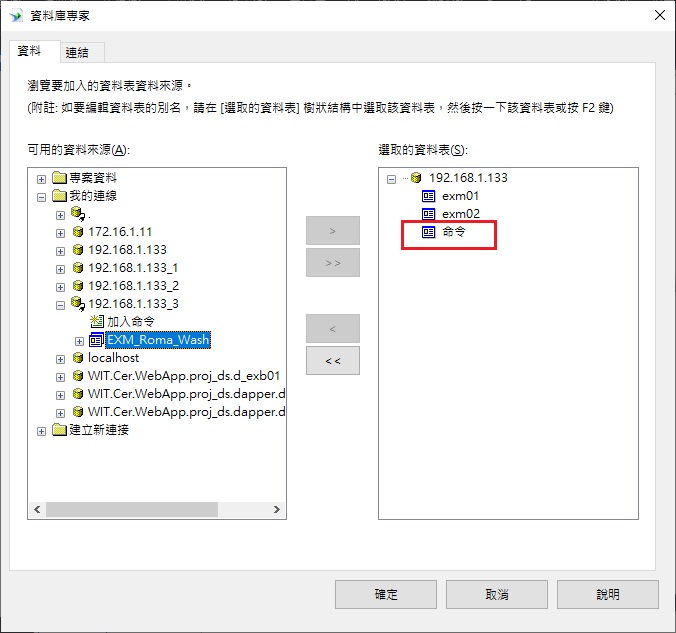 資料庫專家
資料
連結
瀏覽要加入的資料表資料來源。
(附註: 如要編輯資料表的別名，請在 [選取的資料表] 樹狀結構中選取該資料表，然後按一下該資料表或按 F2 鍵)
可用的資料來源(A):
專案資料
我的連線
.
172.16.1.11
192.168.1.133
192.168.1.133_1
192.168.1.133_2
192.168.1.133_3
加入命令
EXM_Roma_Wash
localhost
WIT.Cer.WebApp.proj_ds.d_exb01
WIT.Cer.WebApp.proj_ds.dapper.d
WIT.Cer.WebApp.proj_ds.dapper.d
建立新連接
>
>>
<
<<
選取的資料表(S):
192.168.1.133
exm01
exm02
命令
確定
取消
說明